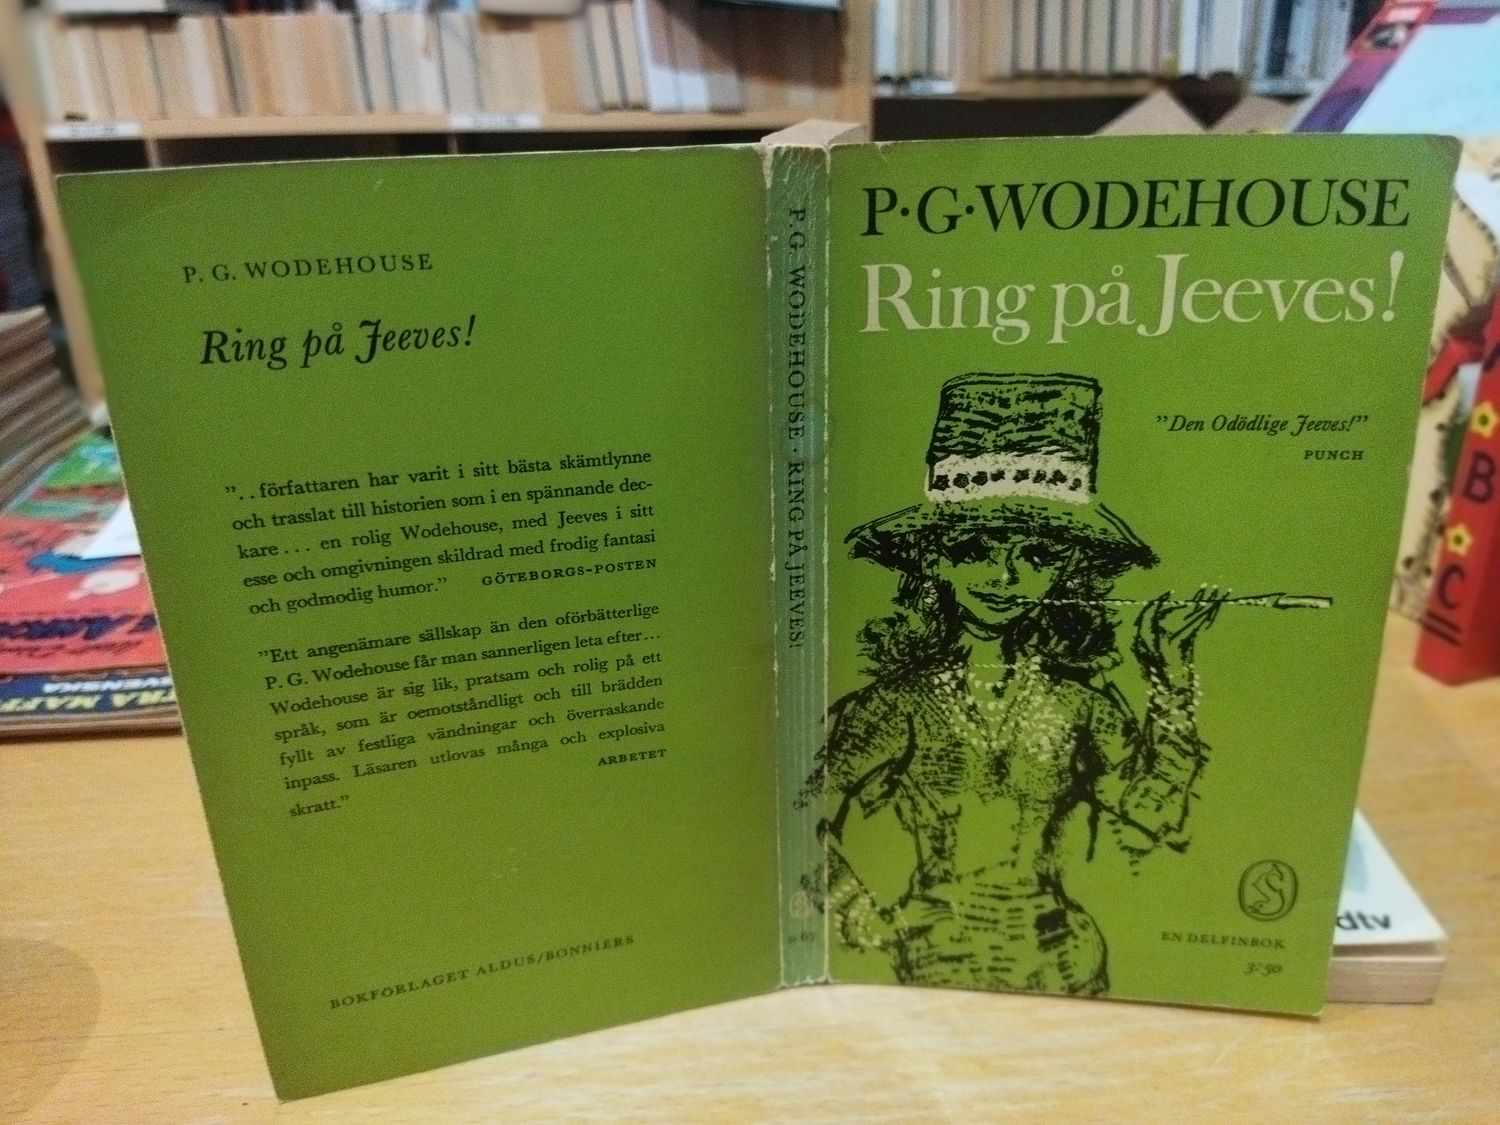 P. G. WODEHOUSE
Ring på Jeeves!
”. . författaren har varit i sitt bästa skämtlynne
och trasslat till historien som i en spännande dec-
kare . . . en rolig Wodehouse, med Jeeves i sitt
esse och omgivningen skildrad med frodig fantasi
och godmodig humor.” GÖTEBORGS-POSTEN
”Ett angenämare sällskap än den oförbätterlige
P. G. Wodehouse får man sannerligen leta efter...
Wodehouse är sig lik, pratsam och rolig på ett
språk, som är oemotståndligt och till brädden
fyllt av festliga vändningar och överraskande
inpass. Läsaren utlovas många och explosiva
skratt.” ARBETET
BOKFÖRLAGET ALDUS/BONNIERS
P.G. WODEHOUSE · RING PÅ JEEVES!
P·G·WODEHOUSE
Ring på Jeeves!
”Den Odödlige Jeeves!”
PUNCH
EN DELFINBOK
3:50
dtv
B
C
SVENSKA